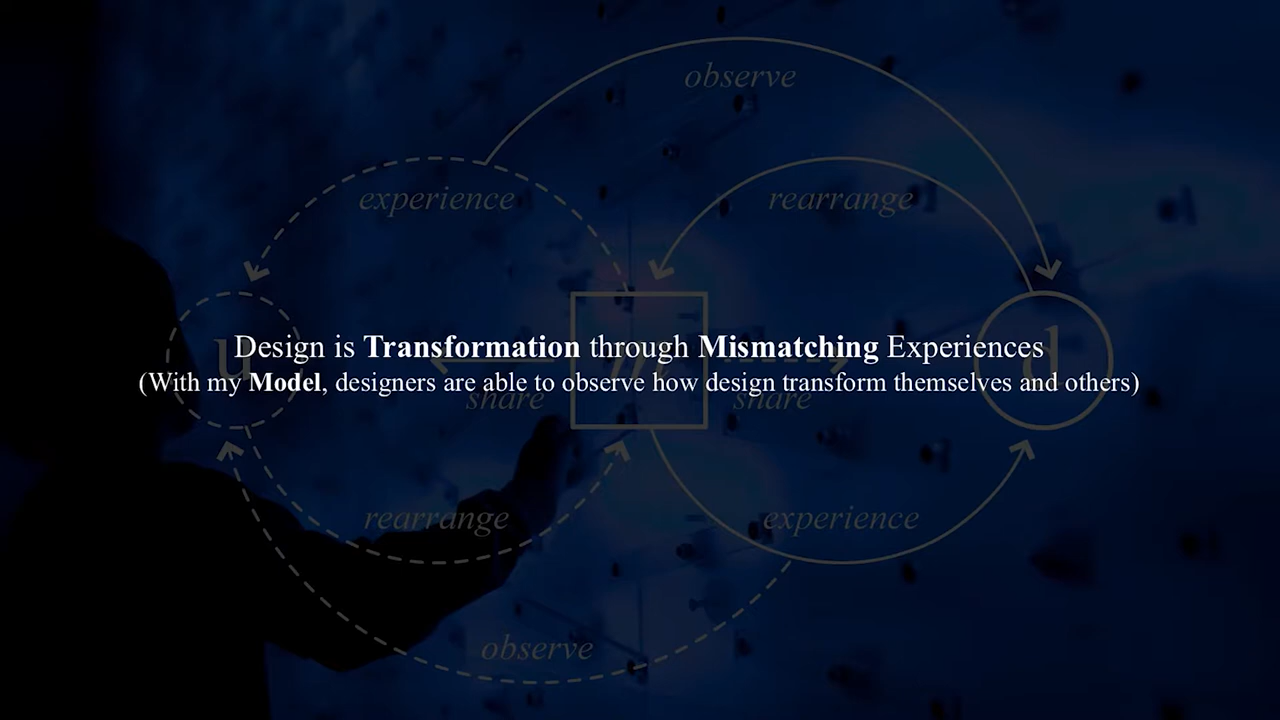 observe
experience
rearrange
u
d
Design is Transformation through Mismatching Experiences
(With my Model, designers are able to observe how design transform themselves and others)
share
share
rearrange
experience
observe